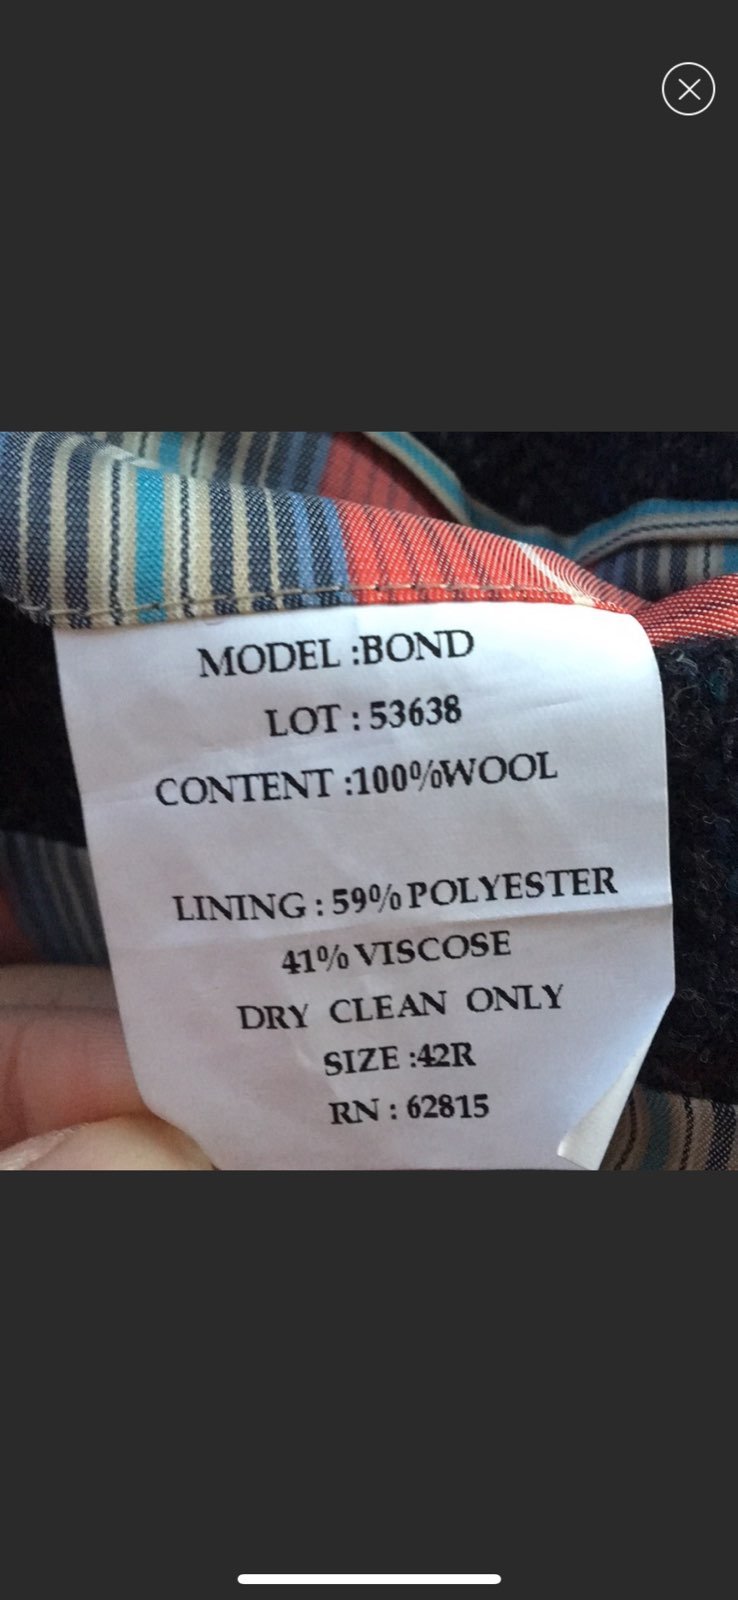 MODEL :BOND
LOT : 53638
CONTENT :100%WOOL
LINING : 59% POLYESTER
41% VISCOSE
DRY CLEAN ONLY
SIZE :42R
RN : 62815